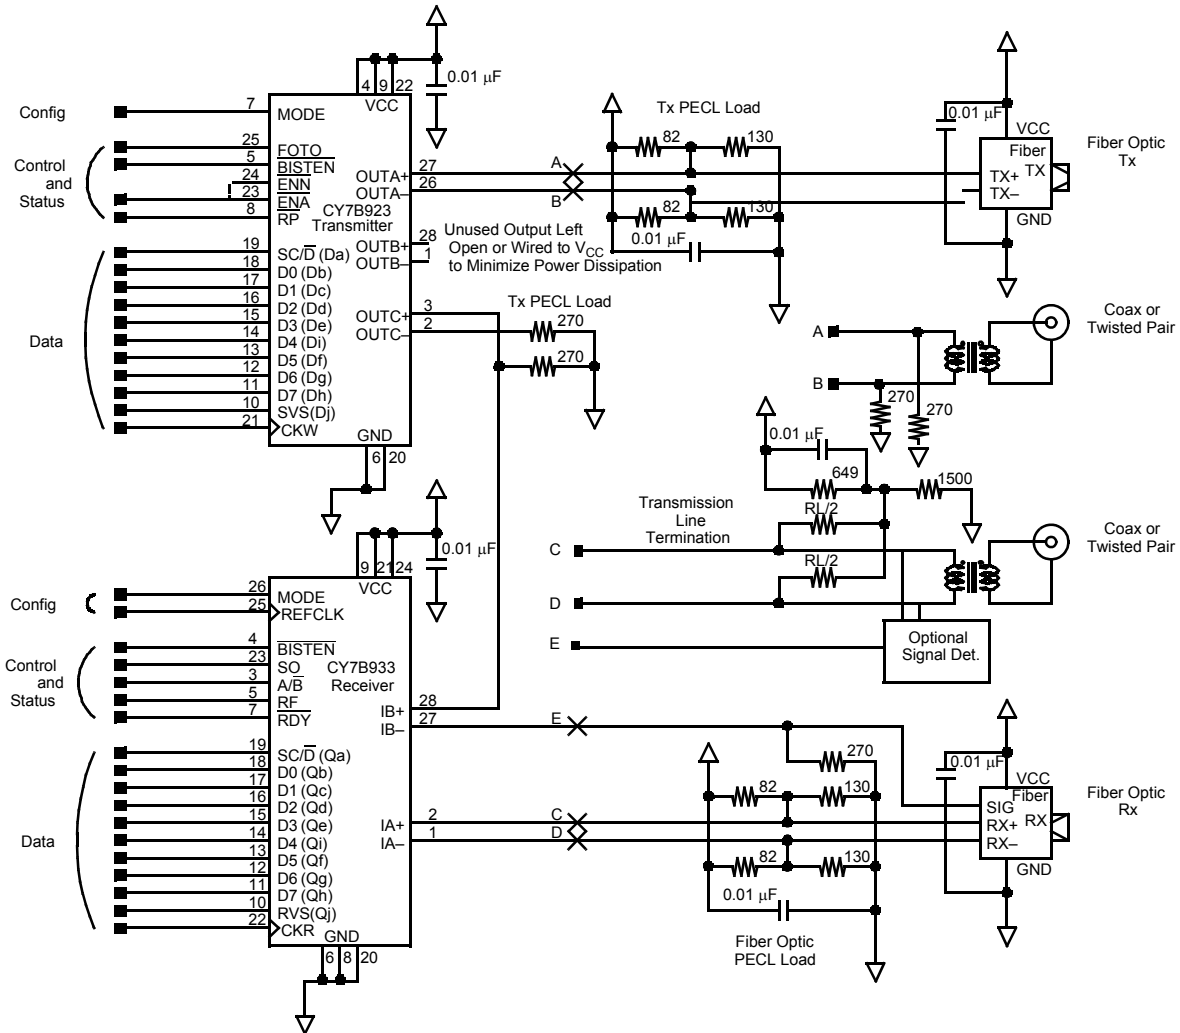 0.01 μF
4 9 22
VCC
Config
7
MODE
Control
and
Status
25
FOTO
5
BISTEN
24
ENN
23
ENA
8
RP
CY7B923
Transmitter
Data
19
SC/D (Da)
18
D0 (Db)
17
D1 (Dc)
16
D2 (Dd)
15
D3 (De)
14
D4 (Di)
13
D5 (Df)
12
D6 (Dg)
11
D7 (Dh)
10
SVS(Dj)
21
CKW
GND
6 20
OUTA+
27
OUTA–
26
OUTB+
28
OUTB–
1
OUTC+
3
OUTC–
2
A
B
Unused Output Left
Open or Wired to VCC
to Minimize Power Dissipation
Tx PECL Load
82
130
82
130
0.01 μF
Tx PECL Load
270
270
0.01 μF
VCC
Fiber
TX
TX+
TX–
GND
Fiber Optic
Tx
A
B
270
270
Coax or
Twisted Pair
0.01 μF
649
1500
RL/2
RL/2
Transmission
Line
Termination
C
D
E
Optional
Signal Det.
Coax or
Twisted Pair
0.01 μF
9 21 24
VCC
Config
26
MODE
25
REFCLK
Control
and
Status
4
BISTEN
23
SO
3
A/B
5
RF
7
RDY
CY7B933
Receiver
Data
19
SC/D (Qa)
18
D0 (Qb)
17
D1 (Qc)
16
D2 (Qd)
15
D3 (Qe)
14
D4 (Qi)
13
D5 (Qf)
12
D6 (Qg)
11
D7 (Qh)
10
RVS(Qj)
22
CKR
GND
6 8 20
IB+
28
IB–
27
IA+
2
IA–
1
E
C
D
270
82
130
82
130
0.01 μF
Fiber Optic
PECL Load
0.01 μF
VCC
Fiber
SIG
RX
RX+
RX–
GND
Fiber Optic
Rx